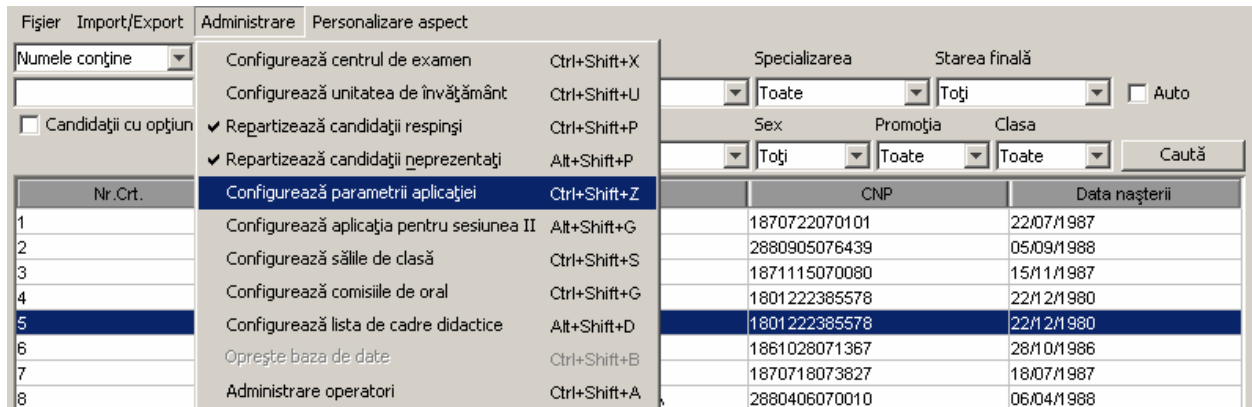 Fişier Import/Export Administrare Personalizare aspect
Numele conţine Configurează centrul de examen Ctrl+Shift+X Specializarea Starea finală
Configurează unitatea de învăţământ Ctrl+Shift+U Toate Toţi Auto
Candidaţii cu opţiun Repartizează candidaţii respinşi Ctrl+Shift+P Sex Promoţia Clasa
Repartizează candidaţii neprezentaţi Alt+Shift+P Toţi Toate Toate Caută
Nr.Crt. Configurează parametrii aplicaţiei Ctrl+Shift+Z CNP Data naşterii
1 Configurează aplicaţia pentru sesiunea II Alt+Shift+G 1870722070101 22/07/1987
2 Configurează sălile de clasă Ctrl+Shift+S 2880905076439 05/09/1988
3 1871115070080 15/11/1987
4 Configurează comisiile de oral Ctrl+Shift+G 1801222385578 22/12/1980
5 Configurează lista de cadre didactice Alt+Shift+D 1801222385578 22/12/1980
6 Opreşte baza de date Ctrl+Shift+B 1861028071367 28/10/1986
7 1870718073827 18/07/1987
8 Administrare operatori Ctrl+Shift+A 2880406070010 06/04/1988